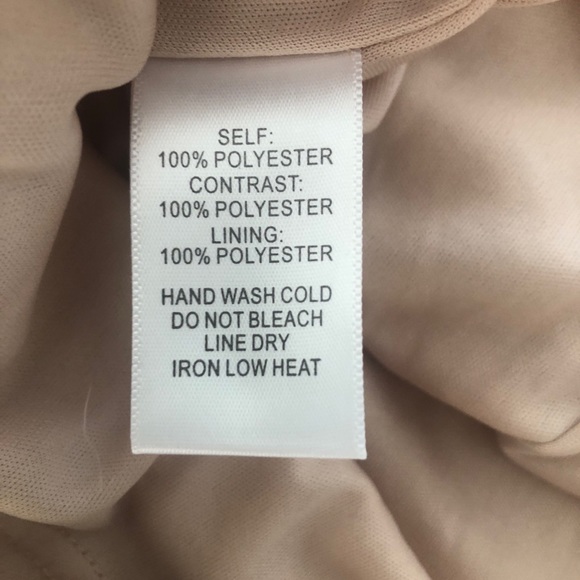 SELF:
100% POLYESTER
CONTRAST:
100% POLYESTER
LINING:
100% POLYESTER
HAND WASH COLD
DO NOT BLEACH
LINE DRY
IRON LOW HEAT